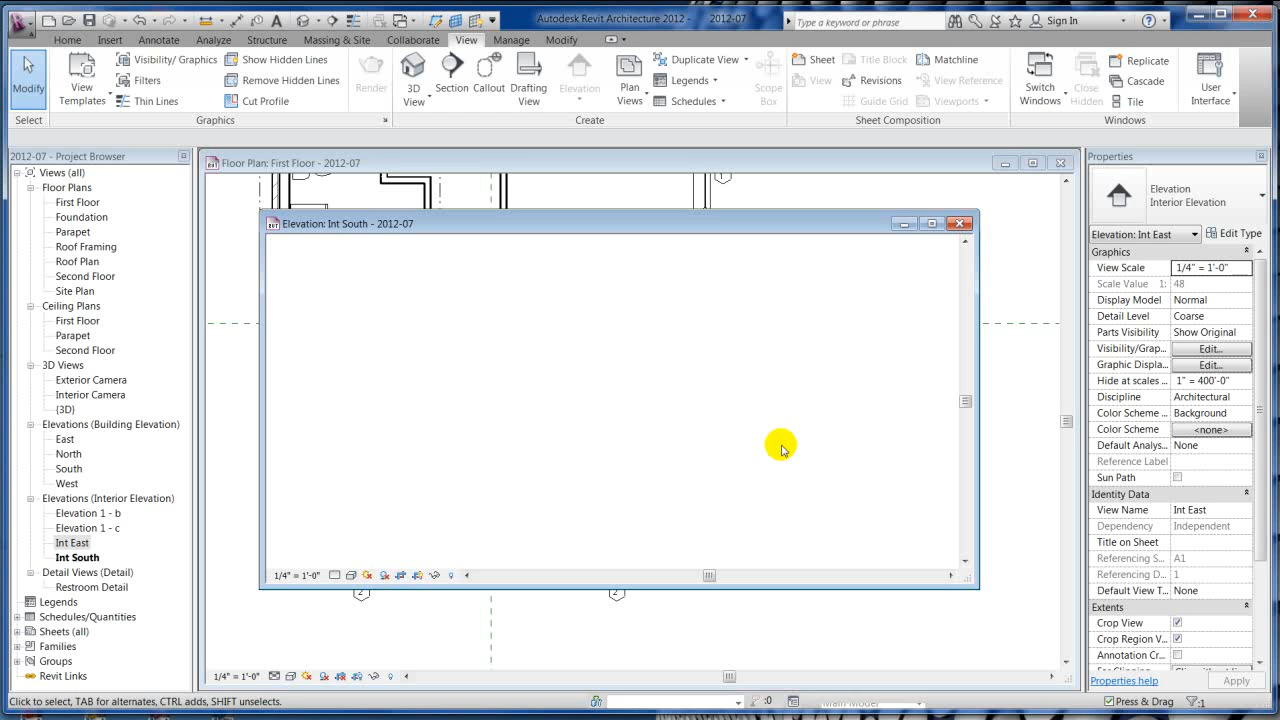 Autodesk Revit Architecture 2012 - 2012-07
Type a keyword or phrase
Sign In
Home Insert Annotate Analyze Structure Massing & Site Collaborate View Manage Modify
Modify
View Templates
Visibility/ Graphics
Filters
Thin Lines
Show Hidden Lines
Remove Hidden Lines
Cut Profile
Render
3D View
Section
Callout
Drafting View
Elevation
Plan Views
Duplicate View
Legends
Schedules
Scope Box
Sheet
View
Title Block
Revisions
Guide Grid
Matchline
View Reference
Viewports
Switch Windows
Close Hidden
Replicate
Cascade
Tile
User Interface
Select Graphics Create Sheet Composition Windows
2012-07 - Project Browser
Views (all)
Floor Plans
First Floor
Foundation
Parapet
Roof Framing
Roof Plan
Second Floor
Site Plan
Ceiling Plans
First Floor
Parapet
Second Floor
3D Views
Exterior Camera
Interior Camera
{3D}
Elevations (Building Elevation)
East
North
South
West
Elevations (Interior Elevation)
Elevation 1 - b
Elevation 1 - c
Int East
Int South
Detail Views (Detail)
Restroom Detail
Legends
Schedules/Quantities
Sheets (all)
Families
Groups
Revit Links
Floor Plan: First Floor - 2012-07
1
Elevation: Int South - 2012-07
1/4" = 1'-0"
2
2
1/4" = 1'-0"
Properties
Elevation
Interior Elevation
Elevation: Int East Edit Type
Graphics
View Scale 1/4" = 1'-0"
Scale Value 1: 48
Display Model Normal
Detail Level Coarse
Parts Visibility Show Original
Visibility/Grap... Edit...
Graphic Displa... Edit...
Hide at scales ... 1" = 400'-0"
Discipline Architectural
Color Scheme ... Background
Color Scheme <none>
Default Analys... None
Reference Label
Sun Path
Identity Data
View Name Int East
Dependency Independent
Title on Sheet
Referencing S... A1
Referencing D... 1
Default View T... None
Extents
Crop View
Crop Region V...
Annotation Cr...
Properties help Apply
Click to select, TAB for alternates, CTRL adds, SHIFT unselects.
:0
Main Model
Press & Drag
:1